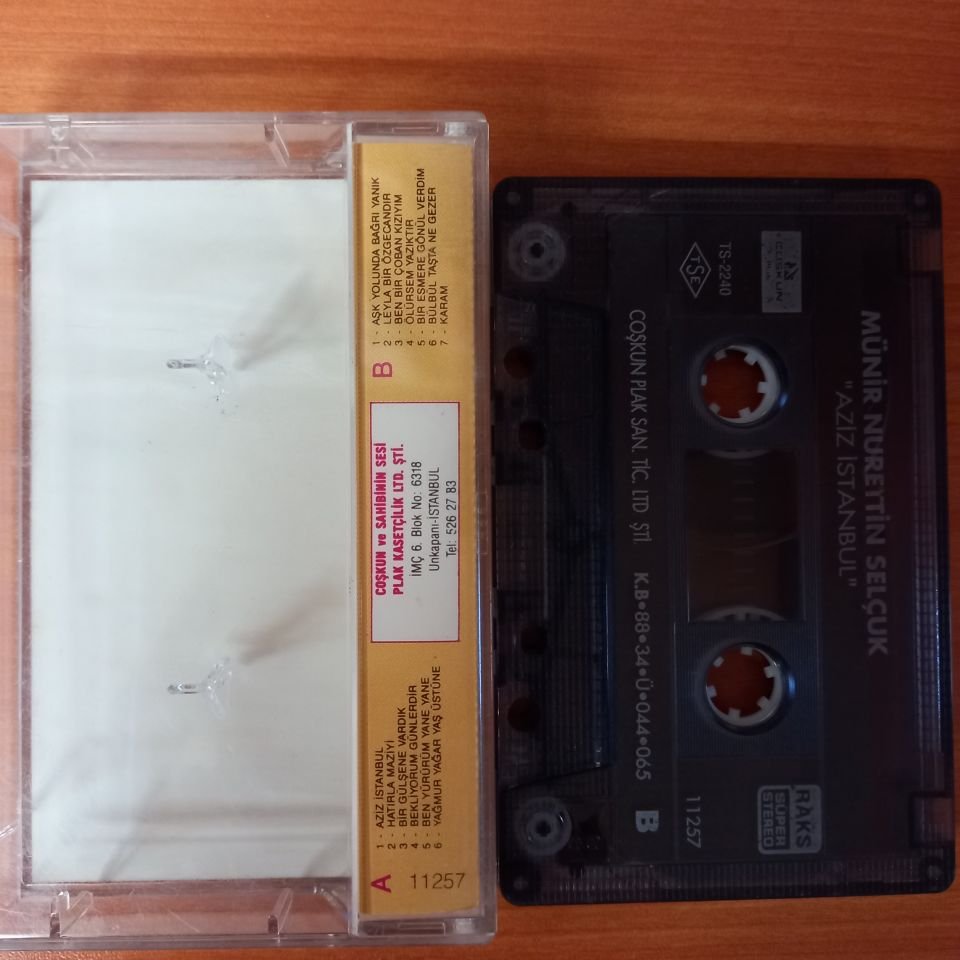 A 11257
1 - AZİZ İSTANBUL
2 - HATIRLA MAZİYİ
3 - BİR GÜLŞENE VARDIK
4 - BEKLİYORUM GÜNLERDİR
5 - BEN YÜRÜRÜM YANE YANE
6 - YAĞMUR YAĞAR YAŞ ÜSTÜNE
COŞKUN ve SAHİBİNİN SESİ
PLAK KASETÇİLİK LTD. ŞTİ.
İMÇ 6. Blok No: 6318
Unkapanı-İSTANBUL
Tel: 526 27 83
B
1 - AŞK YOLUNDA BAĞRI YANIK
2 - LEYLA BİR ÖZGECANDIR
3 - BEN BİR ÇOBAN KIZIYIM
4 - ÖLÜRSEM YAZIKTIR
5 - BİR ESMERE GÖNÜL VERDİM
6 - BÜLBÜL TAŞTA NE GEZER
7 - KARAM
MÜNİR NURETTİN SELÇUK
"AZİZ İSTANBUL"
COŞKUN
PLAK
TS-2240
TSE
RAKS
SÜPER
STEREO
11257
COŞKUN PLAK SAN. TİC. LTD ŞTİ. K.B•88•34•Ü•044•065 B